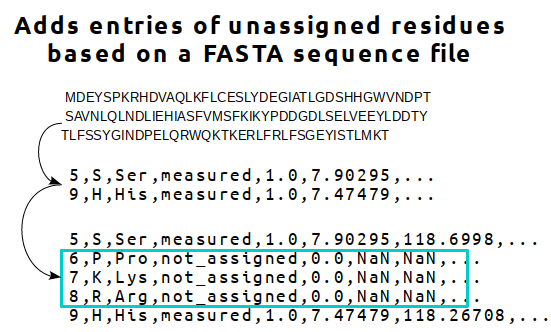 Adds entries of unassigned residues
based on a FASTA sequence file
MDEYSPKRHDVAQLKFLCESLYDEGIATLGDSHHGWVNDPT
SAVNLQLNDLIEHIASFVMSFKIKYPDDGDLSELVEEYLDDTY
TLFSSYGINDPELQRWQKTKERLFRLFSGEYISTLMKT
5,S,Ser,measured,1.0,7.90295,...
9,H,His,measured,1.0,7.47479,...
5,S,Ser,measured,1.0,7.90295,118.6998,...
6,P,Pro,not_assigned,0.0,NaN,NaN,...
7,K,Lys,not_assigned,0.0,NaN,NaN,...
8,R,Arg,not_assigned,0.0,NaN,NaN,...
9,H,His,measured,1.0,7.47479,118.26708,...